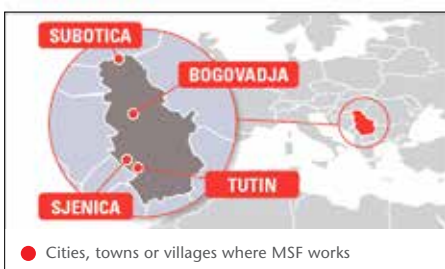 SUBOTICA
BOGOVADJA
TUTIN
SJENICA
Cities, towns or villages where MSF works